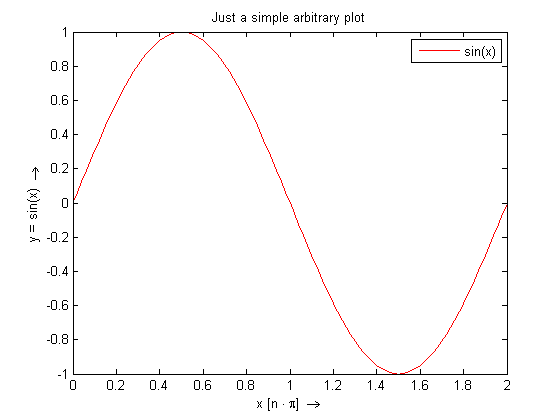 Just a simple arbitrary plot
sin(x)
y = sin(x) →
1
0.8
0.6
0.4
0.2
0
-0.2
-0.4
-0.6
-0.8
-1
0 0.2 0.4 0.6 0.8 1 1.2 1.4 1.6 1.8 2
x [n · π] →